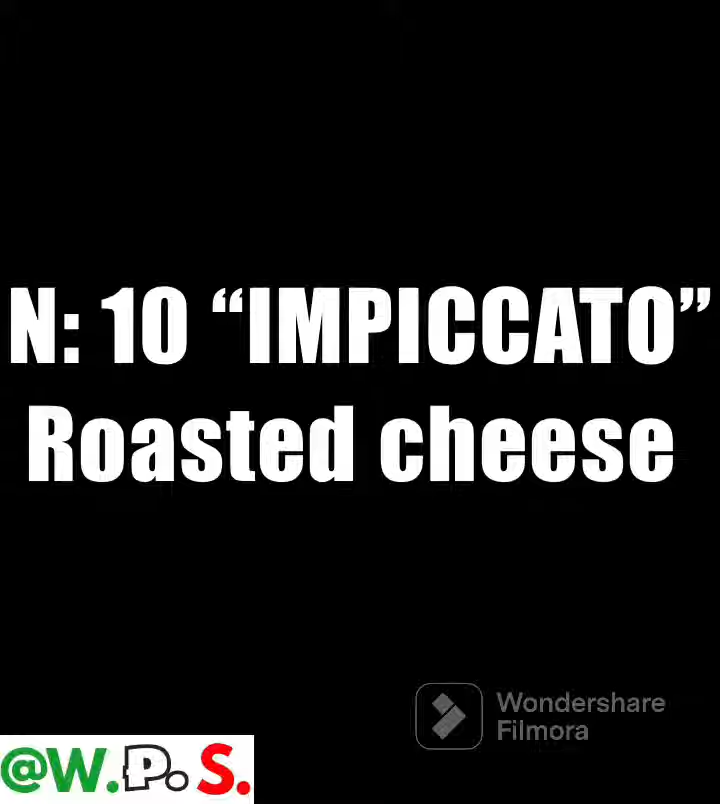 N: 10 “IMPICCATO”
Roasted cheese
Wondershare
Filmora
@W.P.S.